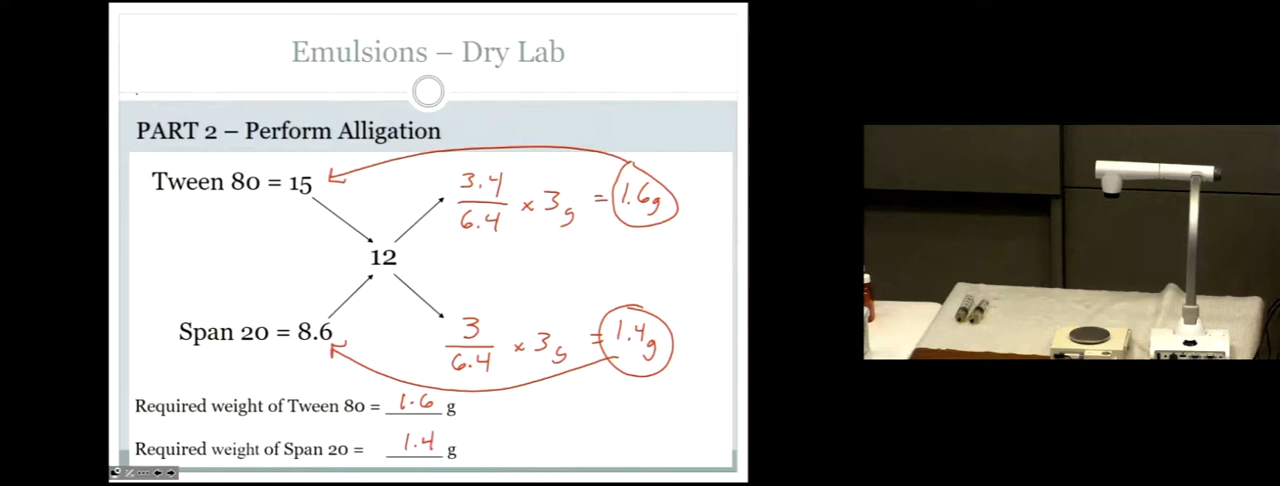 Emulsions – Dry Lab
PART 2 – Perform Alligation
Tween 80 = 15
3.4
6.4
× 3g = 1.6g
12
Span 20 = 8.6
3
6.4
× 3g = 1.4g
Required weight of Tween 80 = 1.6 g
Required weight of Span 20 = 1.4 g